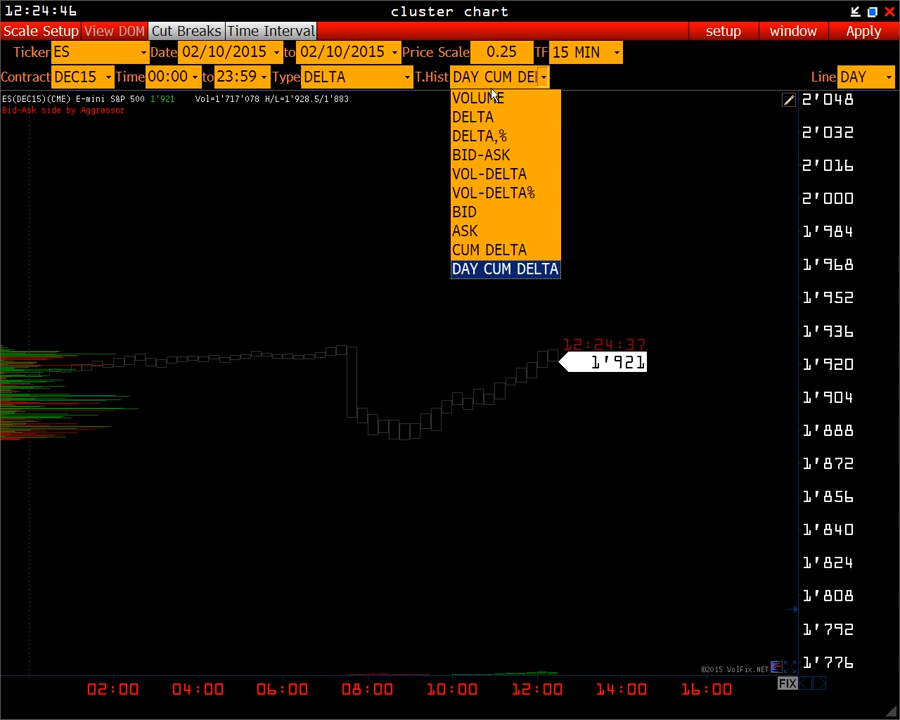 12:24:46 cluster chart
Scale Setup View DOM Cut Breaks Time Interval setup window Apply
Ticker ES Date 02/10/2015 to 02/10/2015 Price Scale 0.25 TF 15 MIN
Contract DEC15 Time 00:00 to 23:59 Type DELTA T.Hist DAY CUM DEL Line DAY
ES(DEC15)(CME) E-mini S&P 500 1'921 Vol=1'717'078 H/L=1'928.5/1'883
Bid-Ask side by Aggressor
VOLUME
DELTA
DELTA,%
BID-ASK
VOL-DELTA
VOL-DELTA%
BID
ASK
CUM DELTA
DAY CUM DELTA
2'048
2'032
2'016
2'000
1'984
1'968
1'952
1'936
1'920
1'904
1'888
1'872
1'856
1'840
1'824
1'808
1'792
1'776
12:24:37
1'921
©2015 VolFix.NET
FIX
02:00 04:00 06:00 08:00 10:00 12:00 14:00 16:00